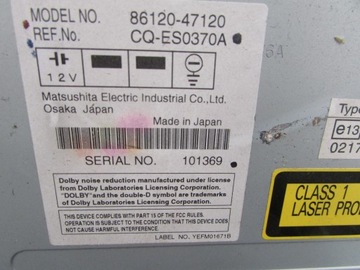 MODEL NO. 86120-47120
REF.No. CQ-ES0370A
12V
Matsushita Electric Industrial Co.,Ltd.
Osaka Japan
Made in Japan
SERIAL NO. 101369
Dolby noise reduction manufactured under license
from Dolby Laboratories Licensing Corporation.
"DOLBY" and the double-D symbol are trademarks
of Dolby Laboratories Licensing Corporation.
THIS DEVICE COMPLIES WITH PART 15 OF THE FCC RULES.
OPERATION IS SUBJECT TO THE CONDITION THAT THIS
DEVICE DOES NOT CAUSE HARMFUL INTERFERENCE.
LABEL NO. YEFM01671B
Type
e13
0217
CLASS 1
LASER PRO